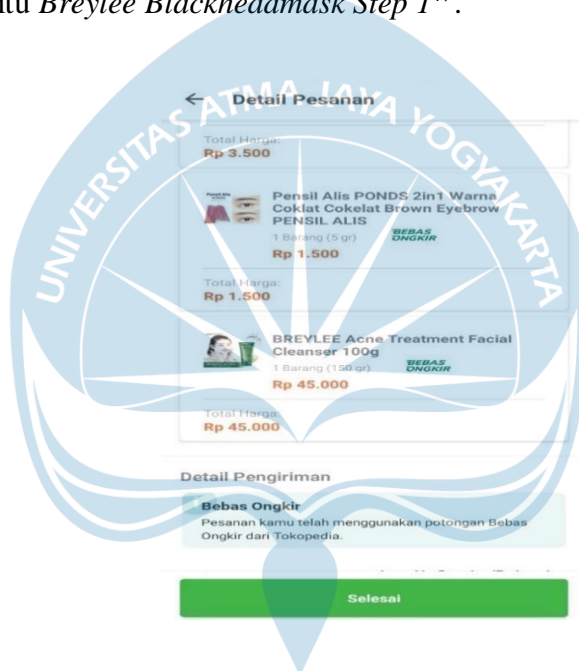 tu Breylee Blackheadmask Step 1".
← Detail Pesanan
Total Harga:
Rp 3.500
Pensil Alis PONDS 2in1 Warna
Coklat Cokelat Brown Eyebrow
PENSIL ALIS
1 Barang (5 gr) BEBAS ONGKIR
Rp 1.500
Total Harga:
Rp 1.500
BREYLEE Acne Treatment Facial
Cleanser 100g
1 Barang (150 gr) BEBAS ONGKIR
Rp 45.000
Total Harga:
Rp 45.000
Detail Pengiriman
Bebas Ongkir
Pesanan kamu telah menggunakan potongan Bebas
Ongkir dari Tokopedia.
Selesai
UNIVERSITAS ATMA JAYA YOGYAKARTA